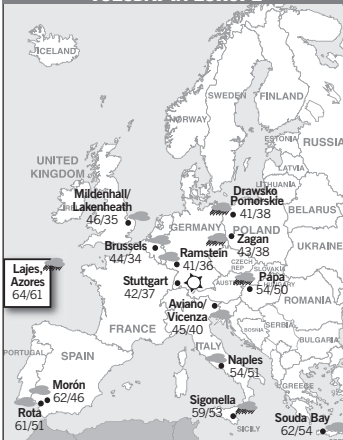 ICELAND
SWEDEN
FINLAND
NORWAY
ESTONIA
RUSSIA
LATVIA
LITHUANIA
UNITED
KINGDOM
Mildenhall/
Lakenheath
46/35
Drawsko
Pomorskie
41/38
BELARUS
GERMANY
POLAND
Zagan
43/38
UKRAINE
Brussels
44/34
Ramstein
41/36
CZECH
REP
SLOVAKIA
Lajes,
Azores
64/61
Stuttgart
42/37
AUSTRIA
HUNGARY
Pápa
54/50
ROMANIA
Aviano/
Vicenza
45/40
FRANCE
BOSNIA
SERBIA
BULGARIA
ITALY
PORTUGAL
SPAIN
Naples
54/51
Morón
62/46
GREECE
Rota
61/51
Sigonella
59/53
SICILY
Souda Bay
62/54